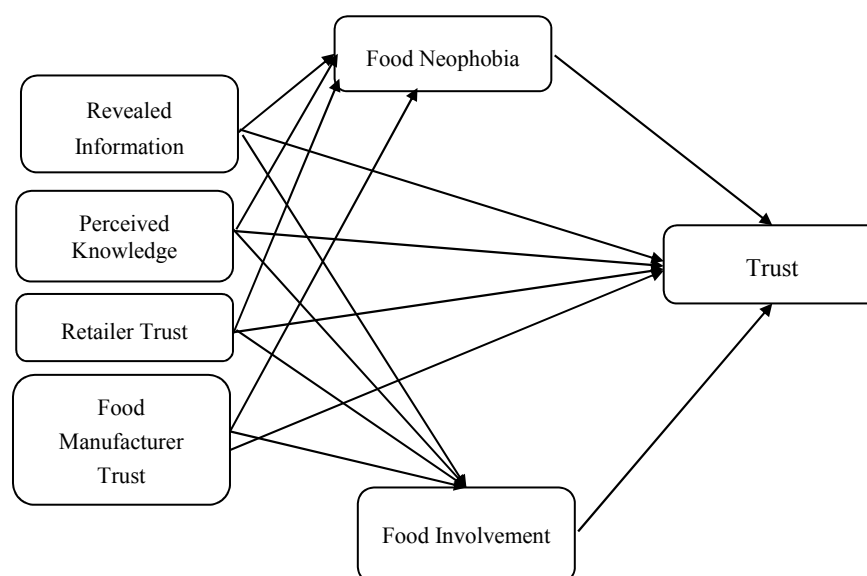 Food Neophobia
Revealed
Information
Perceived
Knowledge
Retailer Trust
Food
Manufacturer
Trust
Trust
Food Involvement